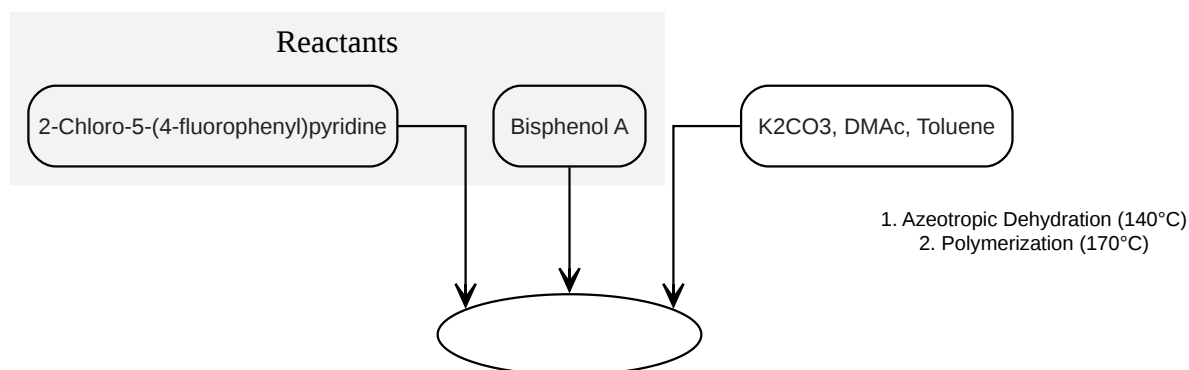 Reactants
2-Chloro-5-(4-fluorophenyl)pyridine
Bisphenol A
K2CO3, DMAc, Toluene
1. Azeotropic Dehydration (140°C)
2. Polymerization (170°C)